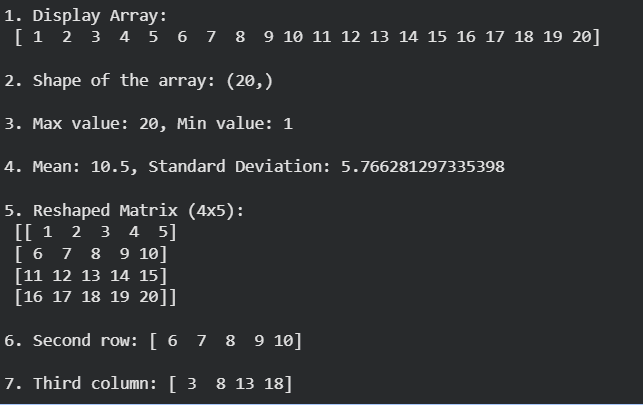 1. Display Array:
[ 1  2  3  4  5  6  7  8  9 10 11 12 13 14 15 16 17 18 19 20]
2. Shape of the array: (20,)
3. Max value: 20, Min value: 1
4. Mean: 10.5, Standard Deviation: 5.766281297335398
5. Reshaped Matrix (4x5):
[[ 1  2  3  4  5]
[ 6  7  8  9 10]
[11 12 13 14 15]
[16 17 18 19 20]]
6. Second row: [ 6  7  8  9 10]
7. Third column: [ 3  8 13 18]